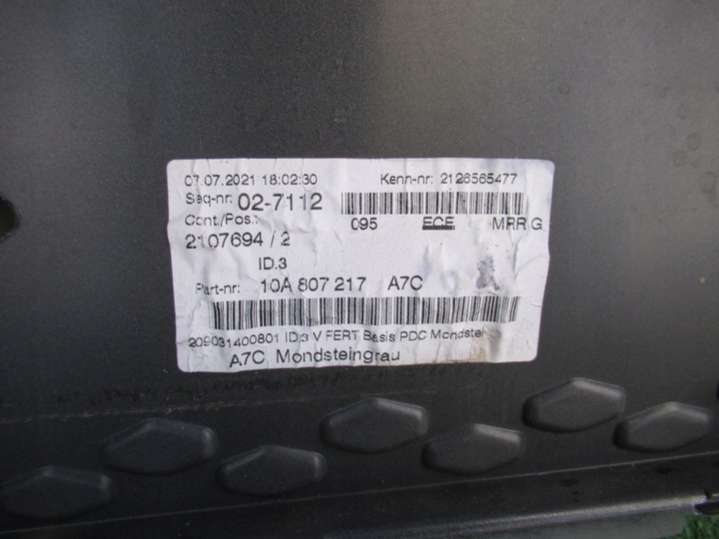 07.07.2021 18:02:30 Kenn-nr: 2126565477
Seq-nr: 02-7112
Cont./Pos.: 095 ECE MRR G
2107694 / 2
ID.3
Part-nr: 10A 807 217 A7C
209031400801 ID.3 V FERT Basis PDC Mondstei
A7C Mondsteingrau